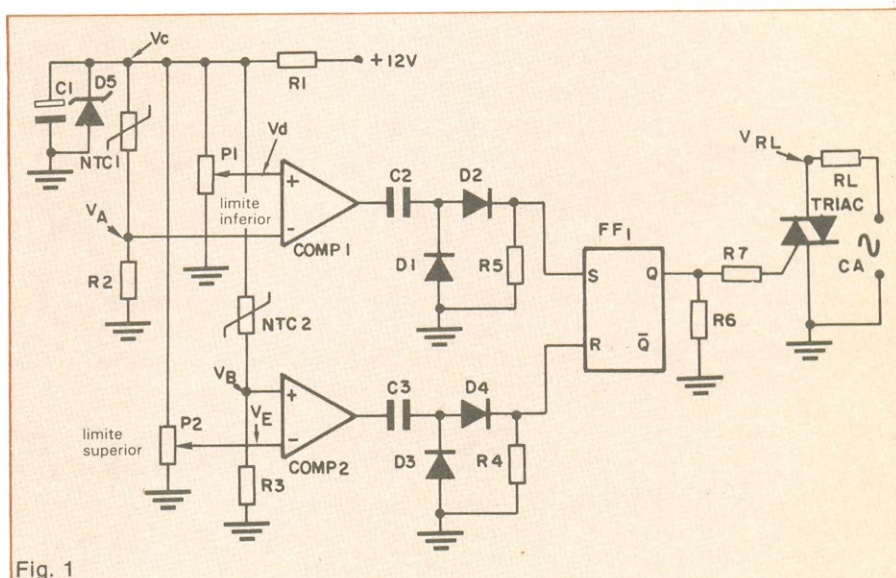 Vc
C1
D5
R1
+12V
NTC1
P1
Vd
limite
inferior
+
-
COMP1
C2
D2
D1
R5
VA
R2
NTC2
FF1
S
Q
R
Q̄
R7
R6
VRL
RL
TRIAC
CA
VB
VE
P2
limite
superior
+
-
COMP2
R3
C3
D4
D3
R4
Fig. 1